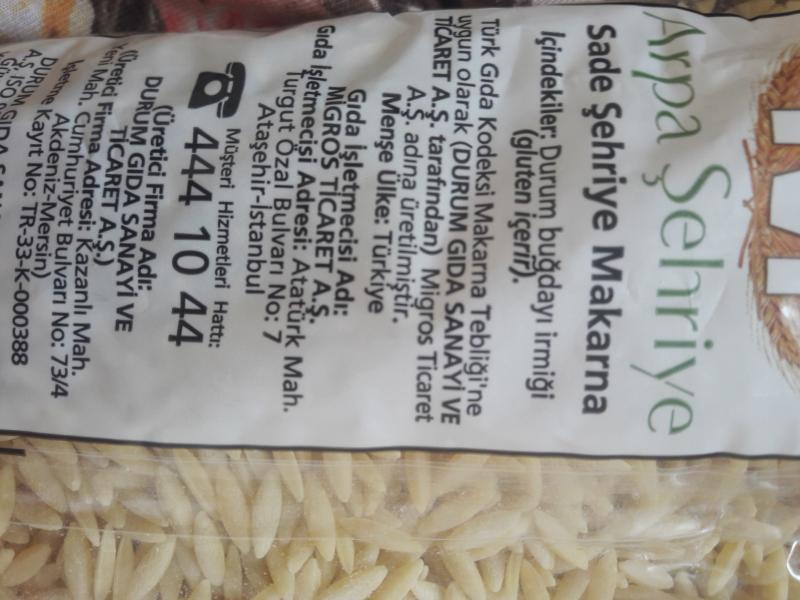 Arpa Şehriye
Sade Şehriye Makarna
İçindekiler: Durum buğdayı irmiği
(gluten içerir).
Türk Gıda Kodeksi Makarna Tebliği'ne
uygun olarak (DURUM GIDA SANAYİ VE
TİCARET A.Ş. tarafından) Migros Ticaret
A.Ş. adına üretilmiştir.
Menşe Ülke: Türkiye
Gıda İşletmecisi Adı:
MİGROS TİCARET A.Ş.
Gıda İşletmecisi Adresi: Atatürk Mah.
Turgut Özal Bulvarı No: 7
Ataşehir-İstanbul
Müşteri Hizmetleri Hattı:
444 10 44
(Üretici Firma Adı:
DURUM GIDA SANAYİ VE
TİCARET A.Ş.)
(Üretici Firma Adresi: Kazanlı Mah.
Mah. Cumhuriyet Bulvarı No: 73/4
Akdeniz-Mersin)
İşletme Kayıt No: TR-33-K-000388
DURUM GIDA